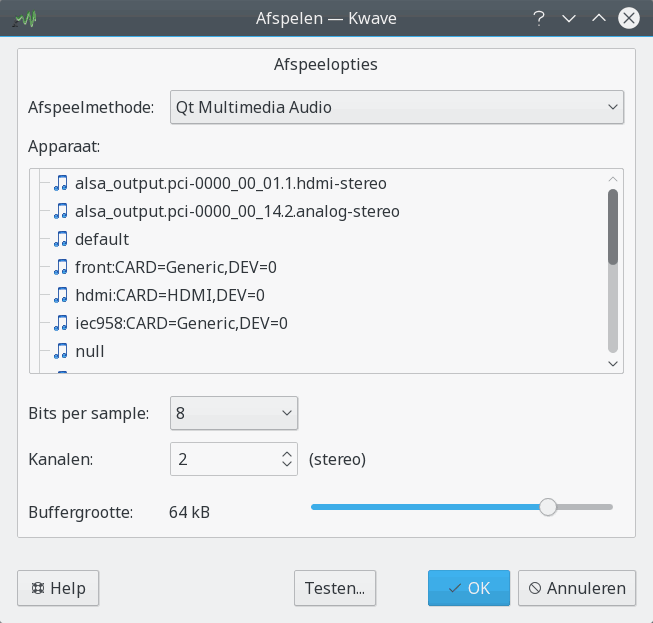 Afspelen — Kwave
Afspeelopties
Afspeelmethode: Qt Multimedia Audio
Apparaat:
alsa_output.pci-0000_00_01.1.hdmi-stereo
alsa_output.pci-0000_00_14.2.analog-stereo
default
front:CARD=Generic,DEV=0
hdmi:CARD=HDMI,DEV=0
iec958:CARD=Generic,DEV=0
null
Bits per sample: 8
Kanalen: 2 (stereo)
Buffergrootte: 64 kB
Help Testen... OK Annuleren